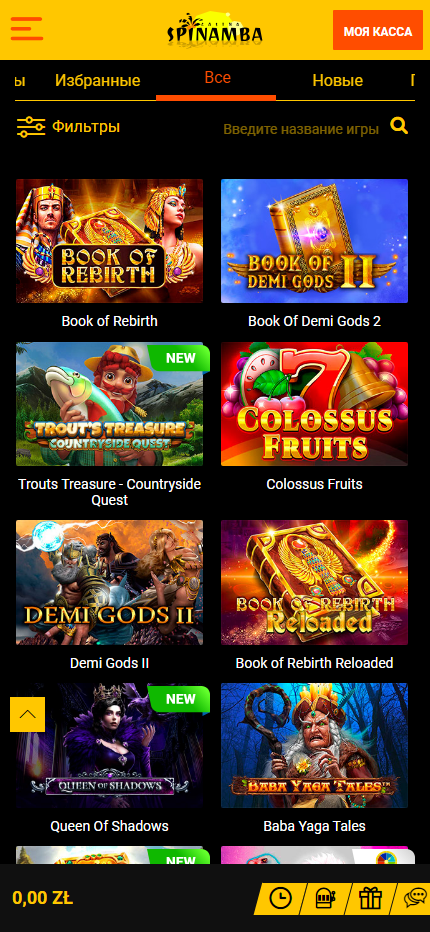 CASINO
SPINAMBA
МОЯ КАССА
ы Избранные Все Новые
Фильтры
Введите название игры
BOOK OF
REBIRTH
BOOK OF
DEMI GODS II
Book of Rebirth
Book Of Demi Gods 2
NEW
TROUT'S TREASURE
COUNTRYSIDE QUEST
7
COLOSSUS
FRUITS
Trouts Treasure - Countryside
Quest
Colossus Fruits
DEMI GODS II
BOOK OF REBIRTH
Reloaded
Demi Gods II
Book of Rebirth Reloaded
NEW
QUEEN OF SHADOWS
BABA YAGA TALES
Queen Of Shadows
Baba Yaga Tales
NEW
0,00 ZŁ